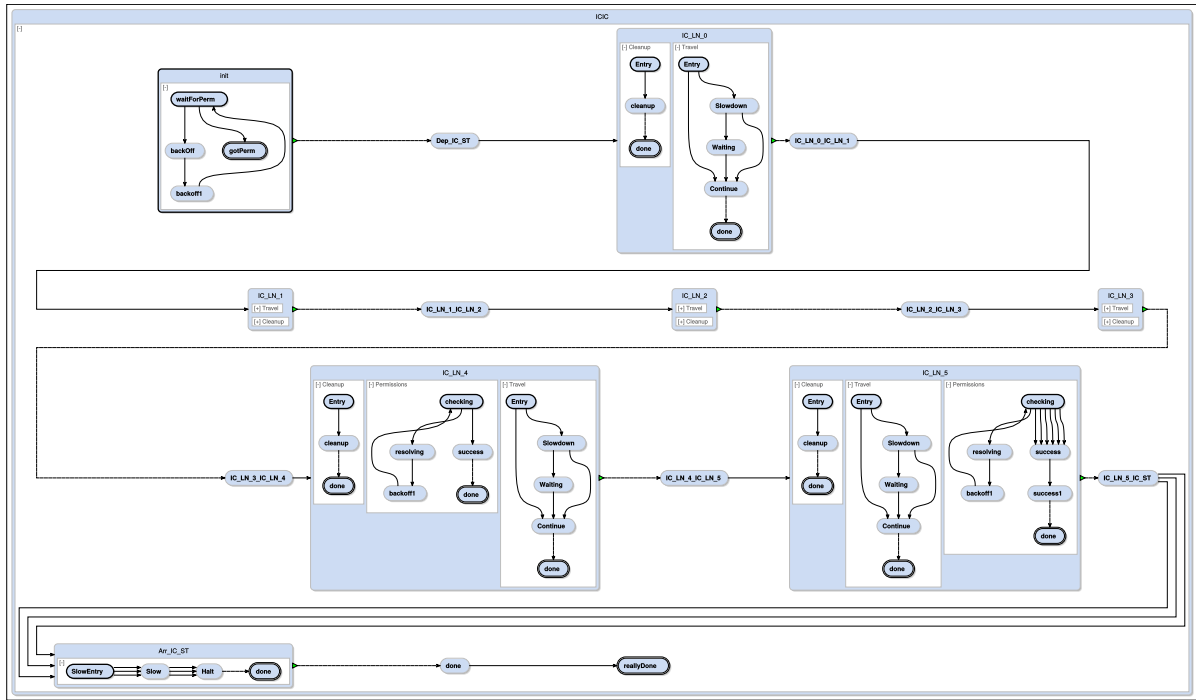 ICIC
[-]
init
[-]
waitForPerm
backOff
gotPerm
backoff1
Dep_IC_ST
IC_LN_0
[-] Cleanup
Entry
cleanup
done
[-] Travel
Entry
Slowdown
Waiting
Continue
done
IC_LN_0_IC_LN_1
IC_LN_1
[+] Travel
[+] Cleanup
IC_LN_1_IC_LN_2
IC_LN_2
[+] Travel
[+] Cleanup
IC_LN_2_IC_LN_3
IC_LN_3
[+] Travel
[+] Cleanup
IC_LN_3_IC_LN_4
IC_LN_4
[-] Cleanup
Entry
cleanup
done
[-] Permissions
checking
resolving
success
backoff1
done
[-] Travel
Entry
Slowdown
Waiting
Continue
done
IC_LN_4_IC_LN_5
IC_LN_5
[-] Cleanup
Entry
cleanup
done
[-] Travel
Entry
Slowdown
Waiting
Continue
done
[-] Permissions
checking
resolving
success
backoff1
success1
done
IC_LN_5_IC_ST
Arr_IC_ST
[-]
SlowEntry
Slow
Halt
done
done
reallyDone